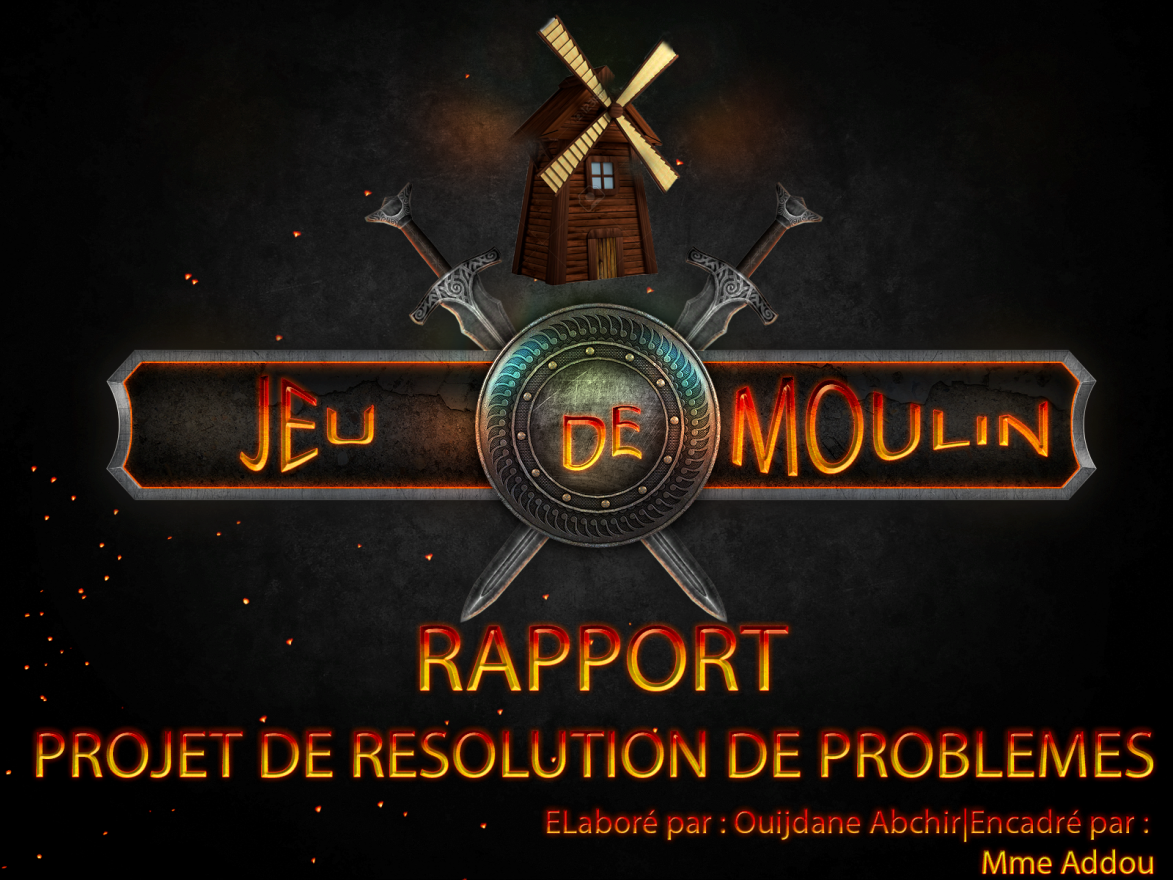 JEU DE MOULIN
RAPPORT
PROJET DE RESOLUTION DE PROBLEMES
ELaboré par : Ouijdane Abchir|Encadré par :
Mme Addou